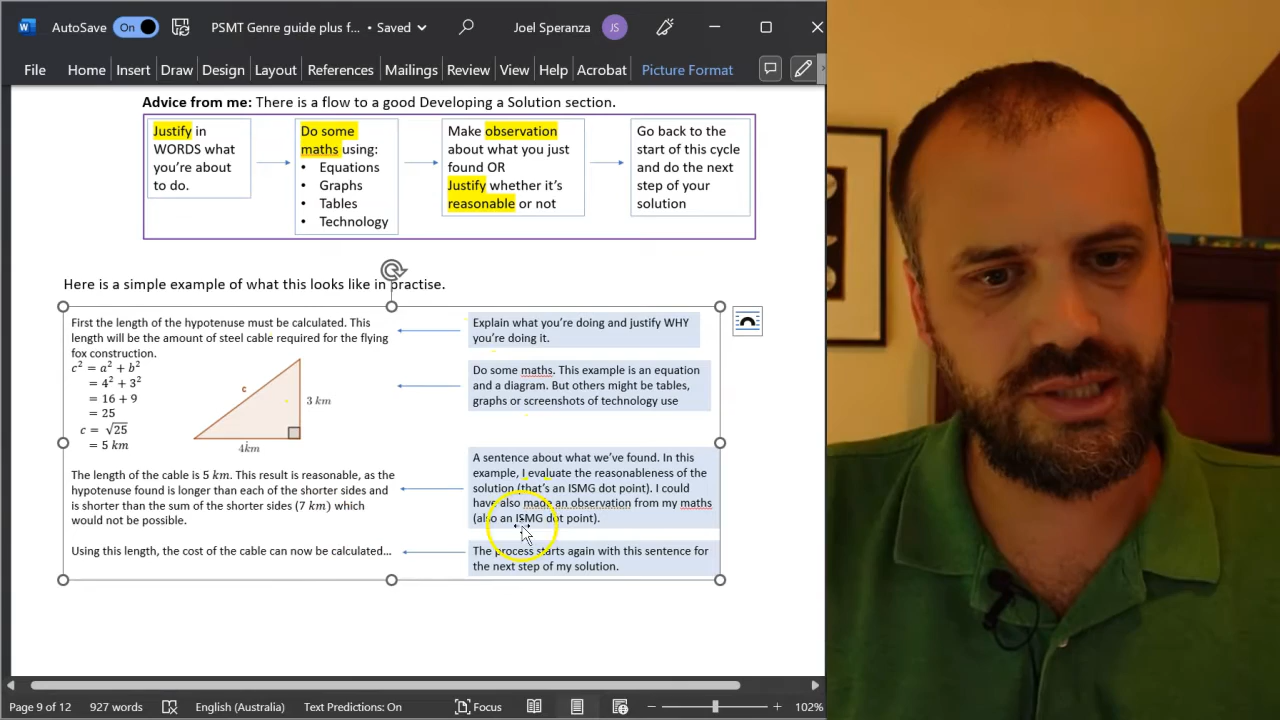 AutoSave On PSMT Genre guide plus f... • Saved Joel Speranza JS
File Home Insert Draw Design Layout References Mailings Review View Help Acrobat Picture Format
Advice from me: There is a flow to a good Developing a Solution section.
Justify in
WORDS what
you're about
to do.
Do some
maths using:
• Equations
• Graphs
• Tables
• Technology
Make observation
about what you just
found OR
Justify whether it's
reasonable or not
Go back to the
start of this cycle
and do the next
step of your
solution
Here is a simple example of what this looks like in practise.
First the length of the hypotenuse must be calculated. This
length will be the amount of steel cable required for the flying
fox construction.
c² = a² + b²
= 4² + 3²
= 16 + 9
= 25
c = √25
= 5 km
c
3 km
4km
The length of the cable is 5 km. This result is reasonable, as the
hypotenuse found is longer than each of the shorter sides and
is shorter than the sum of the shorter sides (7 km) which
would not be possible.
Using this length, the cost of the cable can now be calculated...
Explain what you're doing and justify WHY
you're doing it.
Do some maths. This example is an equation
and a diagram. But others might be tables,
graphs or screenshots of technology use
A sentence about what we've found. In this
example, I evaluate the reasonableness of the
solution (that's an ISMG dot point). I could
have also made an observation from my maths
(also an ISMG dot point).
The process starts again with this sentence for
the next step of my solution.
Page 9 of 12 927 words English (Australia) Text Predictions: On Focus 102%